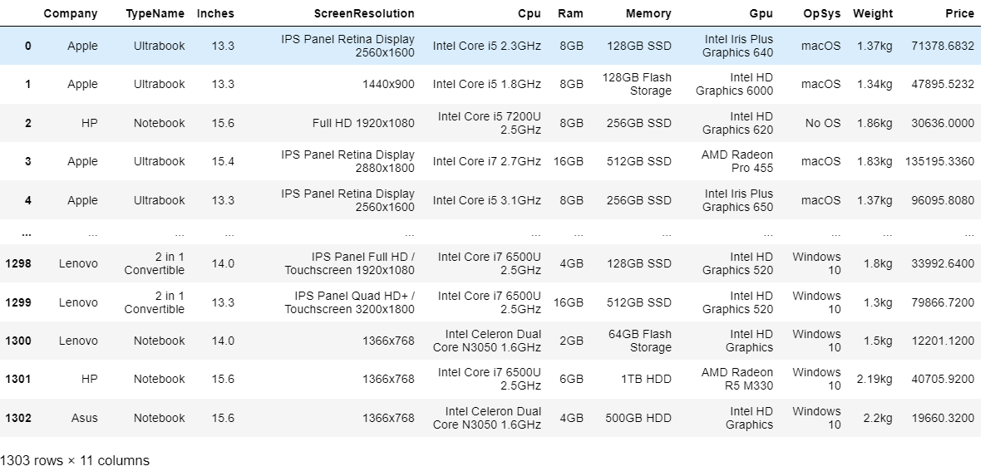 Company TypeName Inches ScreenResolution Cpu Ram Memory Gpu OpSys Weight Price
0 Apple Ultrabook 13.3 IPS Panel Retina Display 2560x1600 Intel Core i5 2.3GHz 8GB 128GB SSD Intel Iris Plus Graphics 640 macOS 1.37kg 71378.6832
1 Apple Ultrabook 13.3 1440x900 Intel Core i5 1.8GHz 8GB 128GB Flash Storage Intel HD Graphics 6000 macOS 1.34kg 47895.5232
2 HP Notebook 15.6 Full HD 1920x1080 Intel Core i5 7200U 2.5GHz 8GB 256GB SSD Intel HD Graphics 620 No OS 1.86kg 30636.0000
3 Apple Ultrabook 15.4 IPS Panel Retina Display 2880x1800 Intel Core i7 2.7GHz 16GB 512GB SSD AMD Radeon Pro 455 macOS 1.83kg 135195.3360
4 Apple Ultrabook 13.3 IPS Panel Retina Display 2560x1600 Intel Core i5 3.1GHz 8GB 256GB SSD Intel Iris Plus Graphics 650 macOS 1.37kg 96095.8080
... ... ... ... ... ... ... ... ... ... ... ...
1298 Lenovo 2 in 1 Convertible 14.0 IPS Panel Full HD / Touchscreen 1920x1080 Intel Core i7 6500U 2.5GHz 4GB 128GB SSD Intel HD Graphics 520 Windows 10 1.8kg 33992.6400
1299 Lenovo 2 in 1 Convertible 13.3 IPS Panel Quad HD+ / Touchscreen 3200x1800 Intel Core i7 6500U 2.5GHz 16GB 512GB SSD Intel HD Graphics 520 Windows 10 1.3kg 79866.7200
1300 Lenovo Notebook 14.0 1366x768 Intel Celeron Dual Core N3050 1.6GHz 2GB 64GB Flash Storage Intel HD Graphics Windows 10 1.5kg 12201.1200
1301 HP Notebook 15.6 1366x768 Intel Core i7 6500U 2.5GHz 6GB 1TB HDD AMD Radeon R5 M330 Windows 10 2.19kg 40705.9200
1302 Asus Notebook 15.6 1366x768 Intel Celeron Dual Core N3050 1.6GHz 4GB 500GB HDD Intel HD Graphics Windows 10 2.2kg 19660.3200
1303 rows × 11 columns